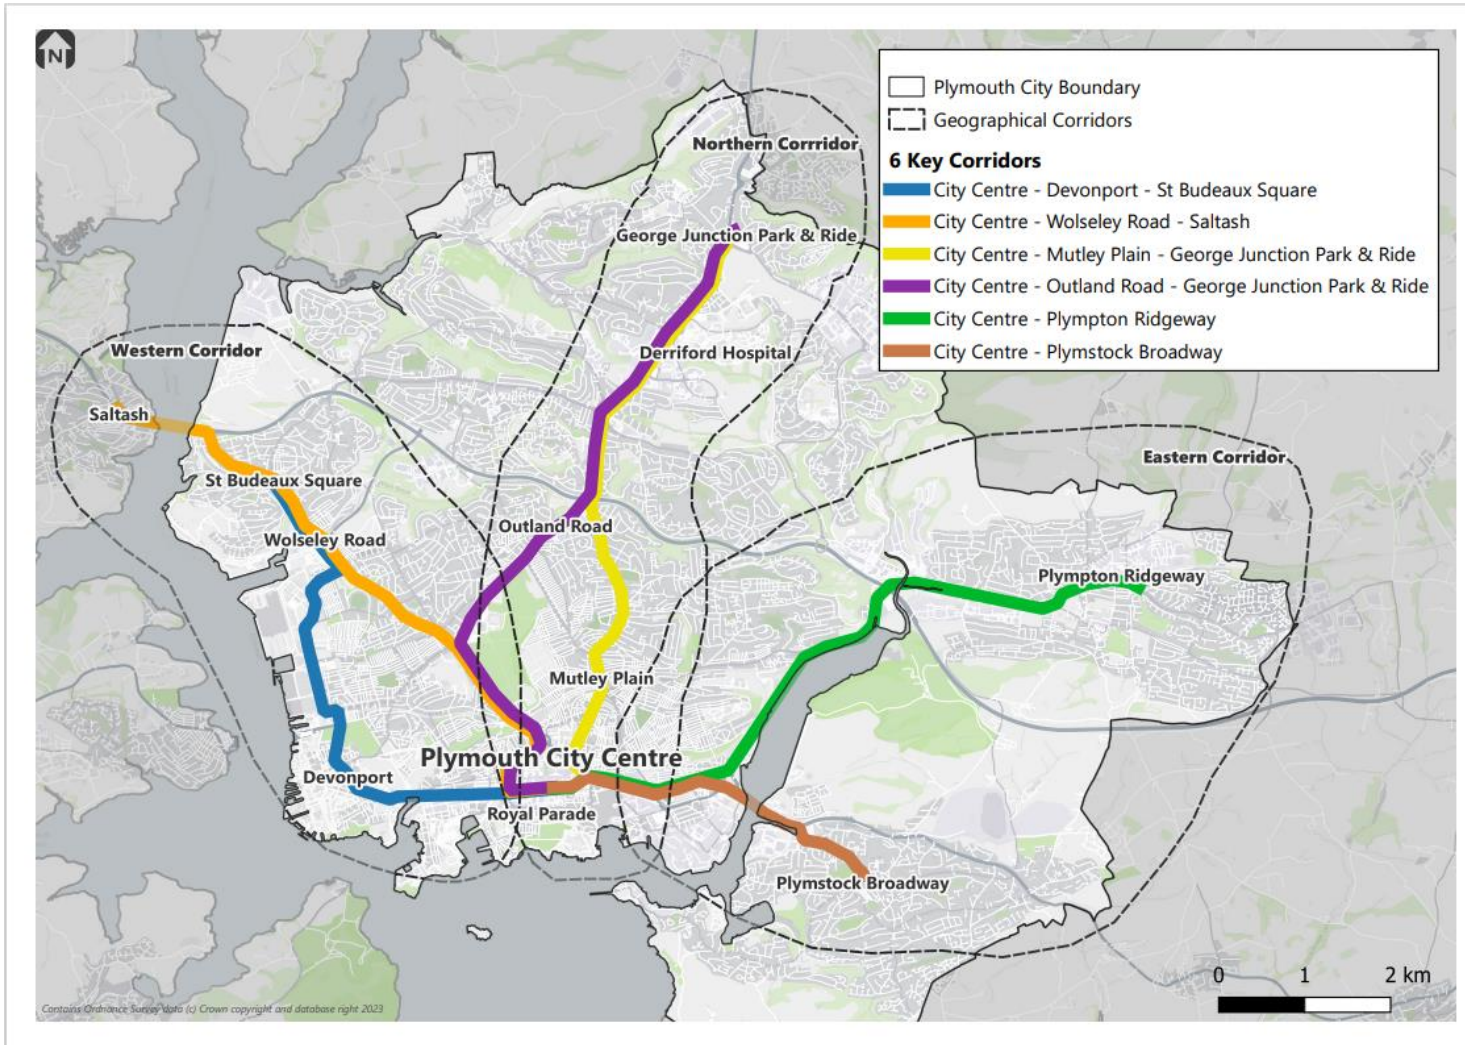 N
Plymouth City Boundary
Geographical Corridors
6 Key Corridors
City Centre - Devonport - St Budeaux Square
City Centre - Wolseley Road - Saltash
City Centre - Mutley Plain - George Junction Park & Ride
City Centre - Outland Road - George Junction Park & Ride
City Centre - Plympton Ridgeway
City Centre - Plymstock Broadway
Northern Corrridor
George Junction Park & Ride
Derriford Hospital
Western Corridor
Saltash
St Budeaux Square
Wolseley Road
Outland Road
Eastern Corridor
Plympton Ridgeway
Mutley Plain
Plymouth City Centre
Devonport
Royal Parade
Plymstock Broadway
0 1 2 km
Contains Ordnance Survey data (c) Crown copyright and database right 2023